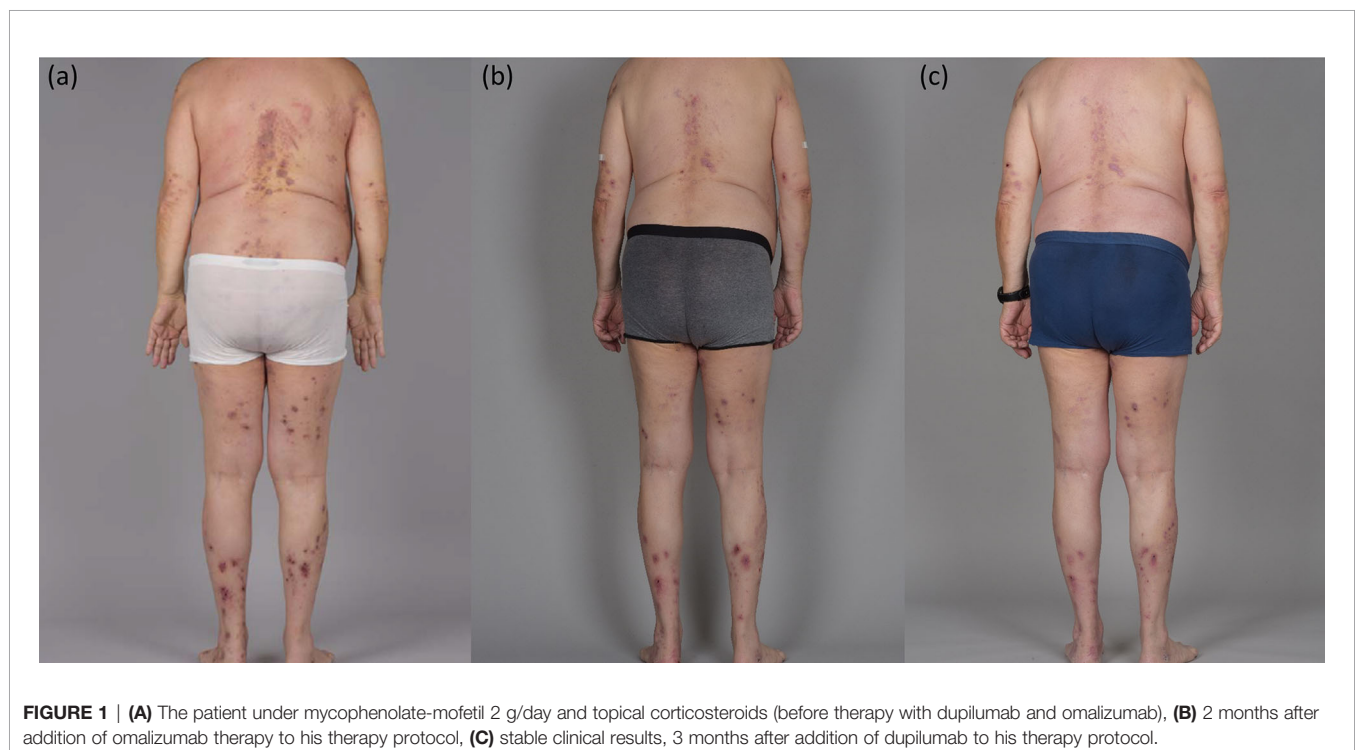 (a)
(b)
(c)
FIGURE 1 | (A) The patient under mycophenolate-mofetil 2 g/day and topical corticosteroids (before therapy with dupilumab and omalizumab), (B) 2 months after
addition of omalizumab therapy to his therapy protocol, (C) stable clinical results, 3 months after addition of dupilumab to his therapy protocol.